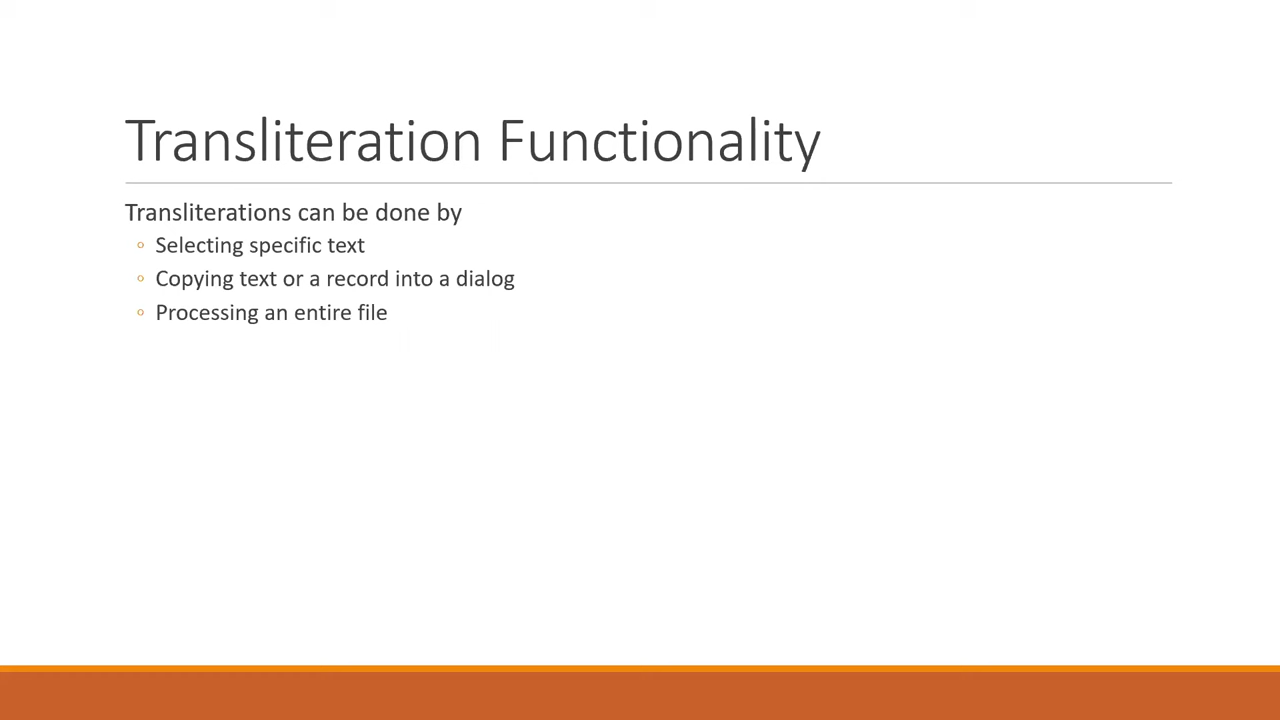 Transliteration Functionality
Transliterations can be done by
◦ Selecting specific text
◦ Copying text or a record into a dialog
◦ Processing an entire file